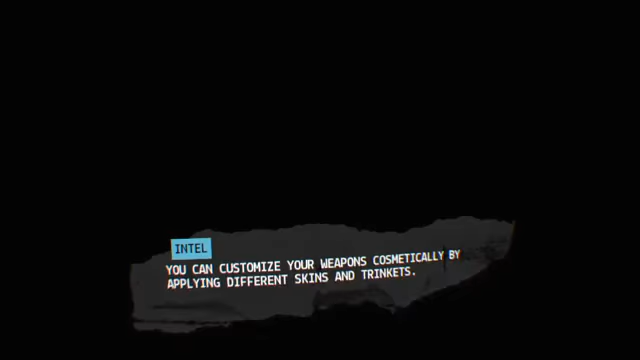 INTEL
YOU CAN CUSTOMIZE YOUR WEAPONS COSMETICALLY BY
APPLYING DIFFERENT SKINS AND TRINKETS.